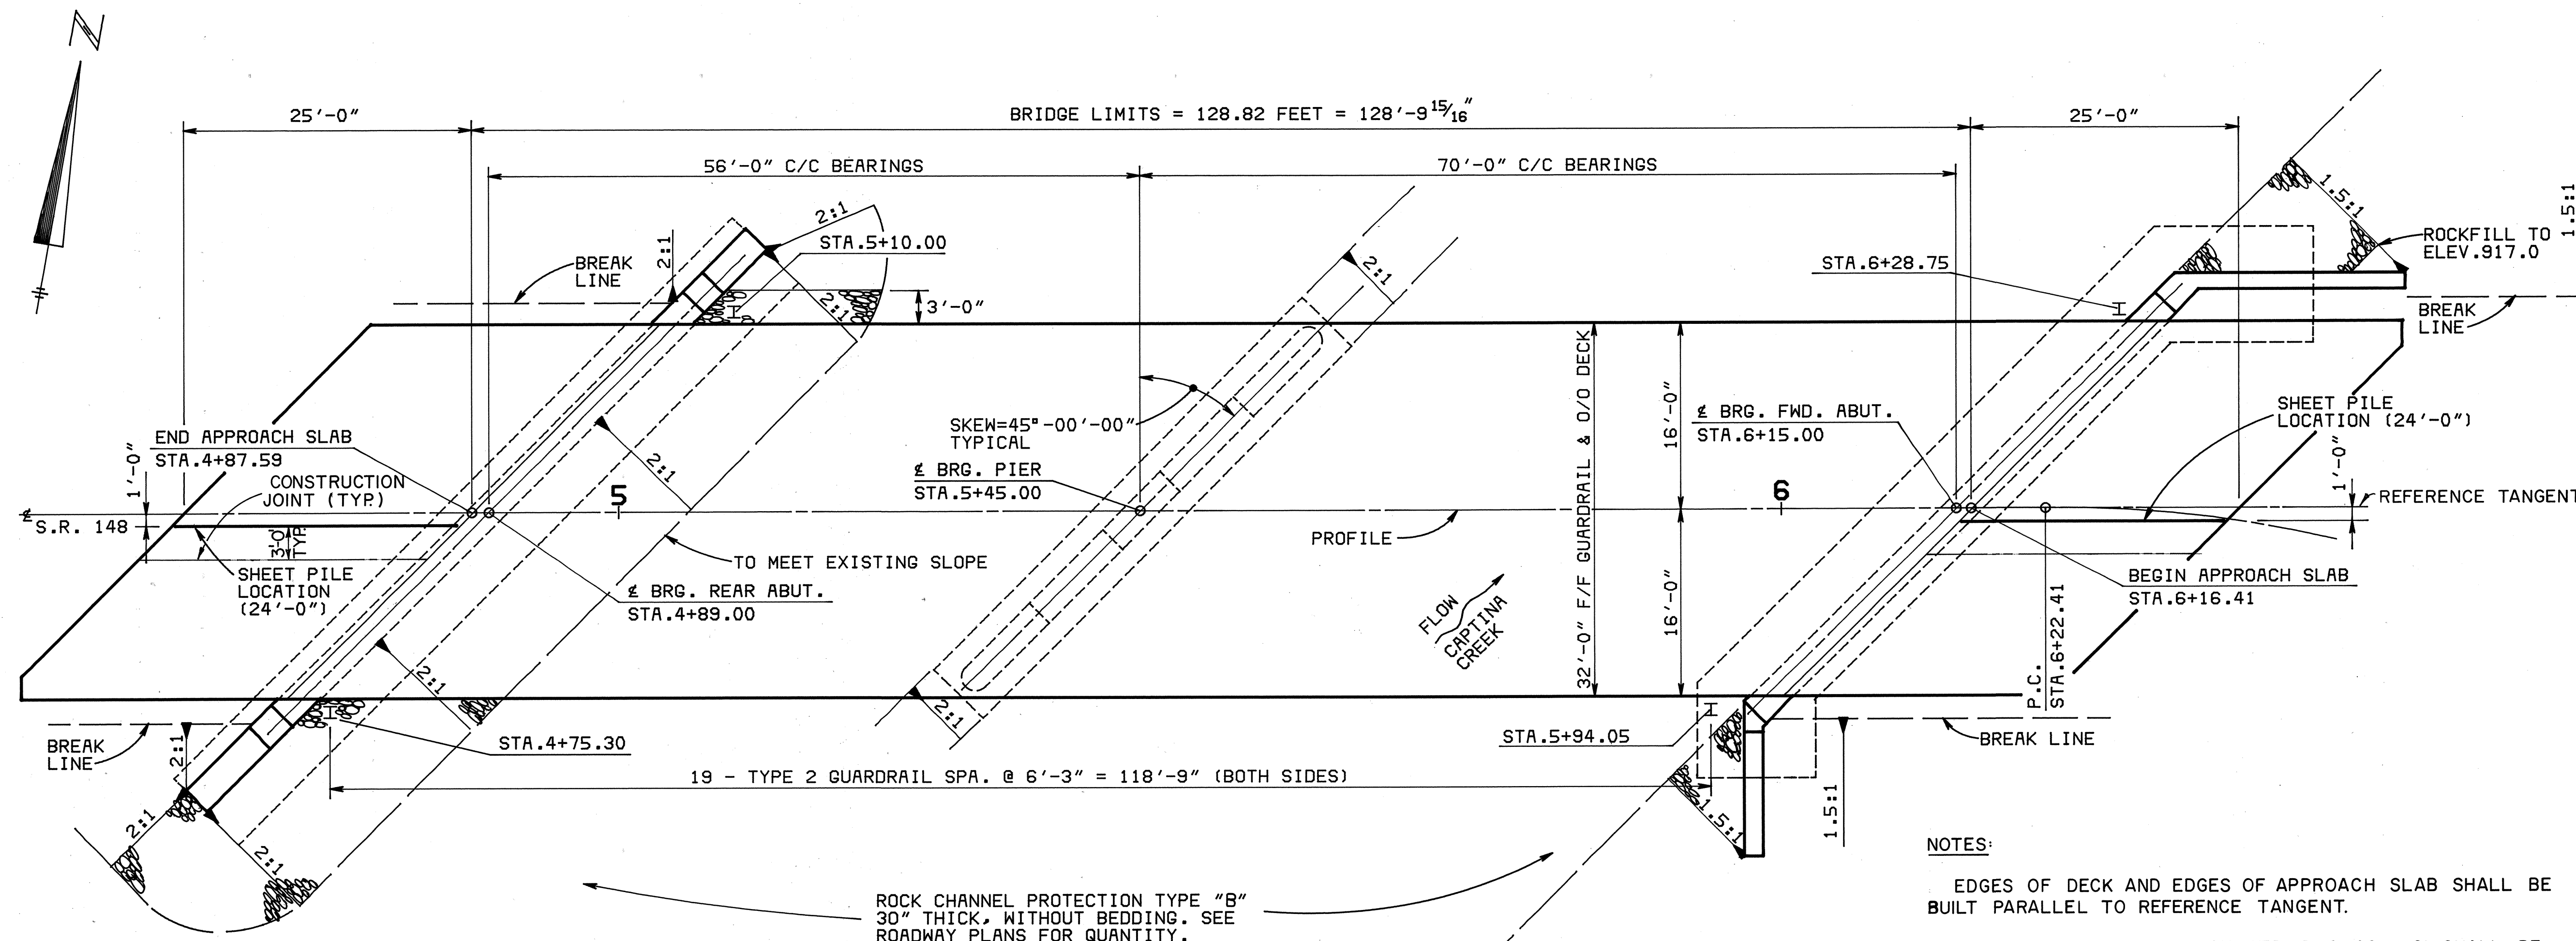 N
25'-0"
BRIDGE LIMITS = 128.82 FEET = 128'-9 15/16"
25'-0"
56'-0" C/C BEARINGS
70'-0" C/C BEARINGS
1.5:1
1.5:1
2:1
STA.5+10.00
2:1
BREAK
LINE
2:1
3'-0"
2:1
STA.6+28.75
ROCKFILL TO
ELEV.917.0
BREAK
LINE
END APPROACH SLAB
STA.4+87.59
1'-0"
CONSTRUCTION
JOINT (TYP.)
2:1
5
SKEW=45°-00'-00"
TYPICAL
℄ BRG. PIER
STA.5+45.00
32'-0" F/F GUARDRAIL & O/O DECK
16'-0"
16'-0"
℄ BRG. FWD. ABUT.
STA.6+15.00
6
SHEET PILE
LOCATION (24'-0")
1'-0"
REFERENCE TANGENT
℄
S.R. 148
3'-0"
TYP.
SHEET PILE
LOCATION
(24'-0")
TO MEET EXISTING SLOPE
℄ BRG. REAR ABUT.
STA.4+89.00
PROFILE
FLOW
CAPTINA
CREEK
BEGIN APPROACH SLAB
STA.6+16.41
P.C.
STA.6+22.41
2:1
2:1
BREAK
LINE
2:1
STA.4+75.30
STA.5+94.05
BREAK LINE
19 - TYPE 2 GUARDRAIL SPA. @ 6'-3" = 118'-9" (BOTH SIDES)
2:1
2:1
1.5:1
1.5:1
ROCK CHANNEL PROTECTION TYPE "B"
30" THICK, WITHOUT BEDDING. SEE
ROADWAY PLANS FOR QUANTITY.
NOTES:
EDGES OF DECK AND EDGES OF APPROACH SLAB SHALL BE
BUILT PARALLEL TO REFERENCE TANGENT.